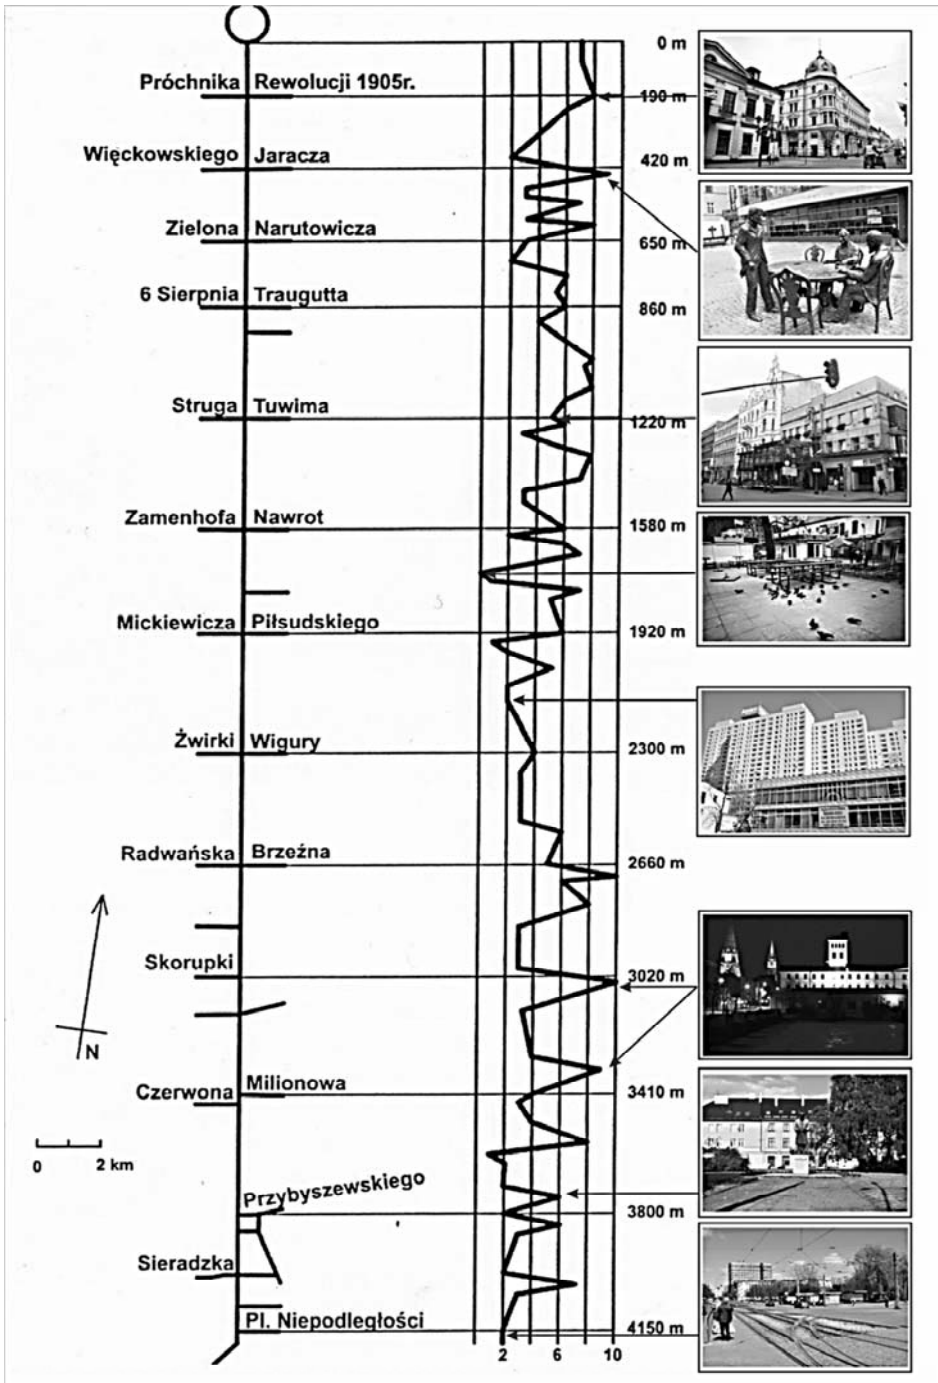 0 m
Próchnika Rewolucji 1905r.
190 m
Więckowskiego Jaracza
420 m
Zielona Narutowicza
650 m
6 Sierpnia Traugutta
860 m
Struga Tuwima
1220 m
Zamenhofa Nawrot
1580 m
Mickiewicza Piłsudskiego
1920 m
Żwirki Wigury
2300 m
Radwańska Brzeźna
2660 m
Skorupki
3020 m
N
Czerwona Milionowa
3410 m
0 2 km
Przybyszewskiego
3800 m
Sieradzka
Pl. Niepodległości
4150 m
2 6 10